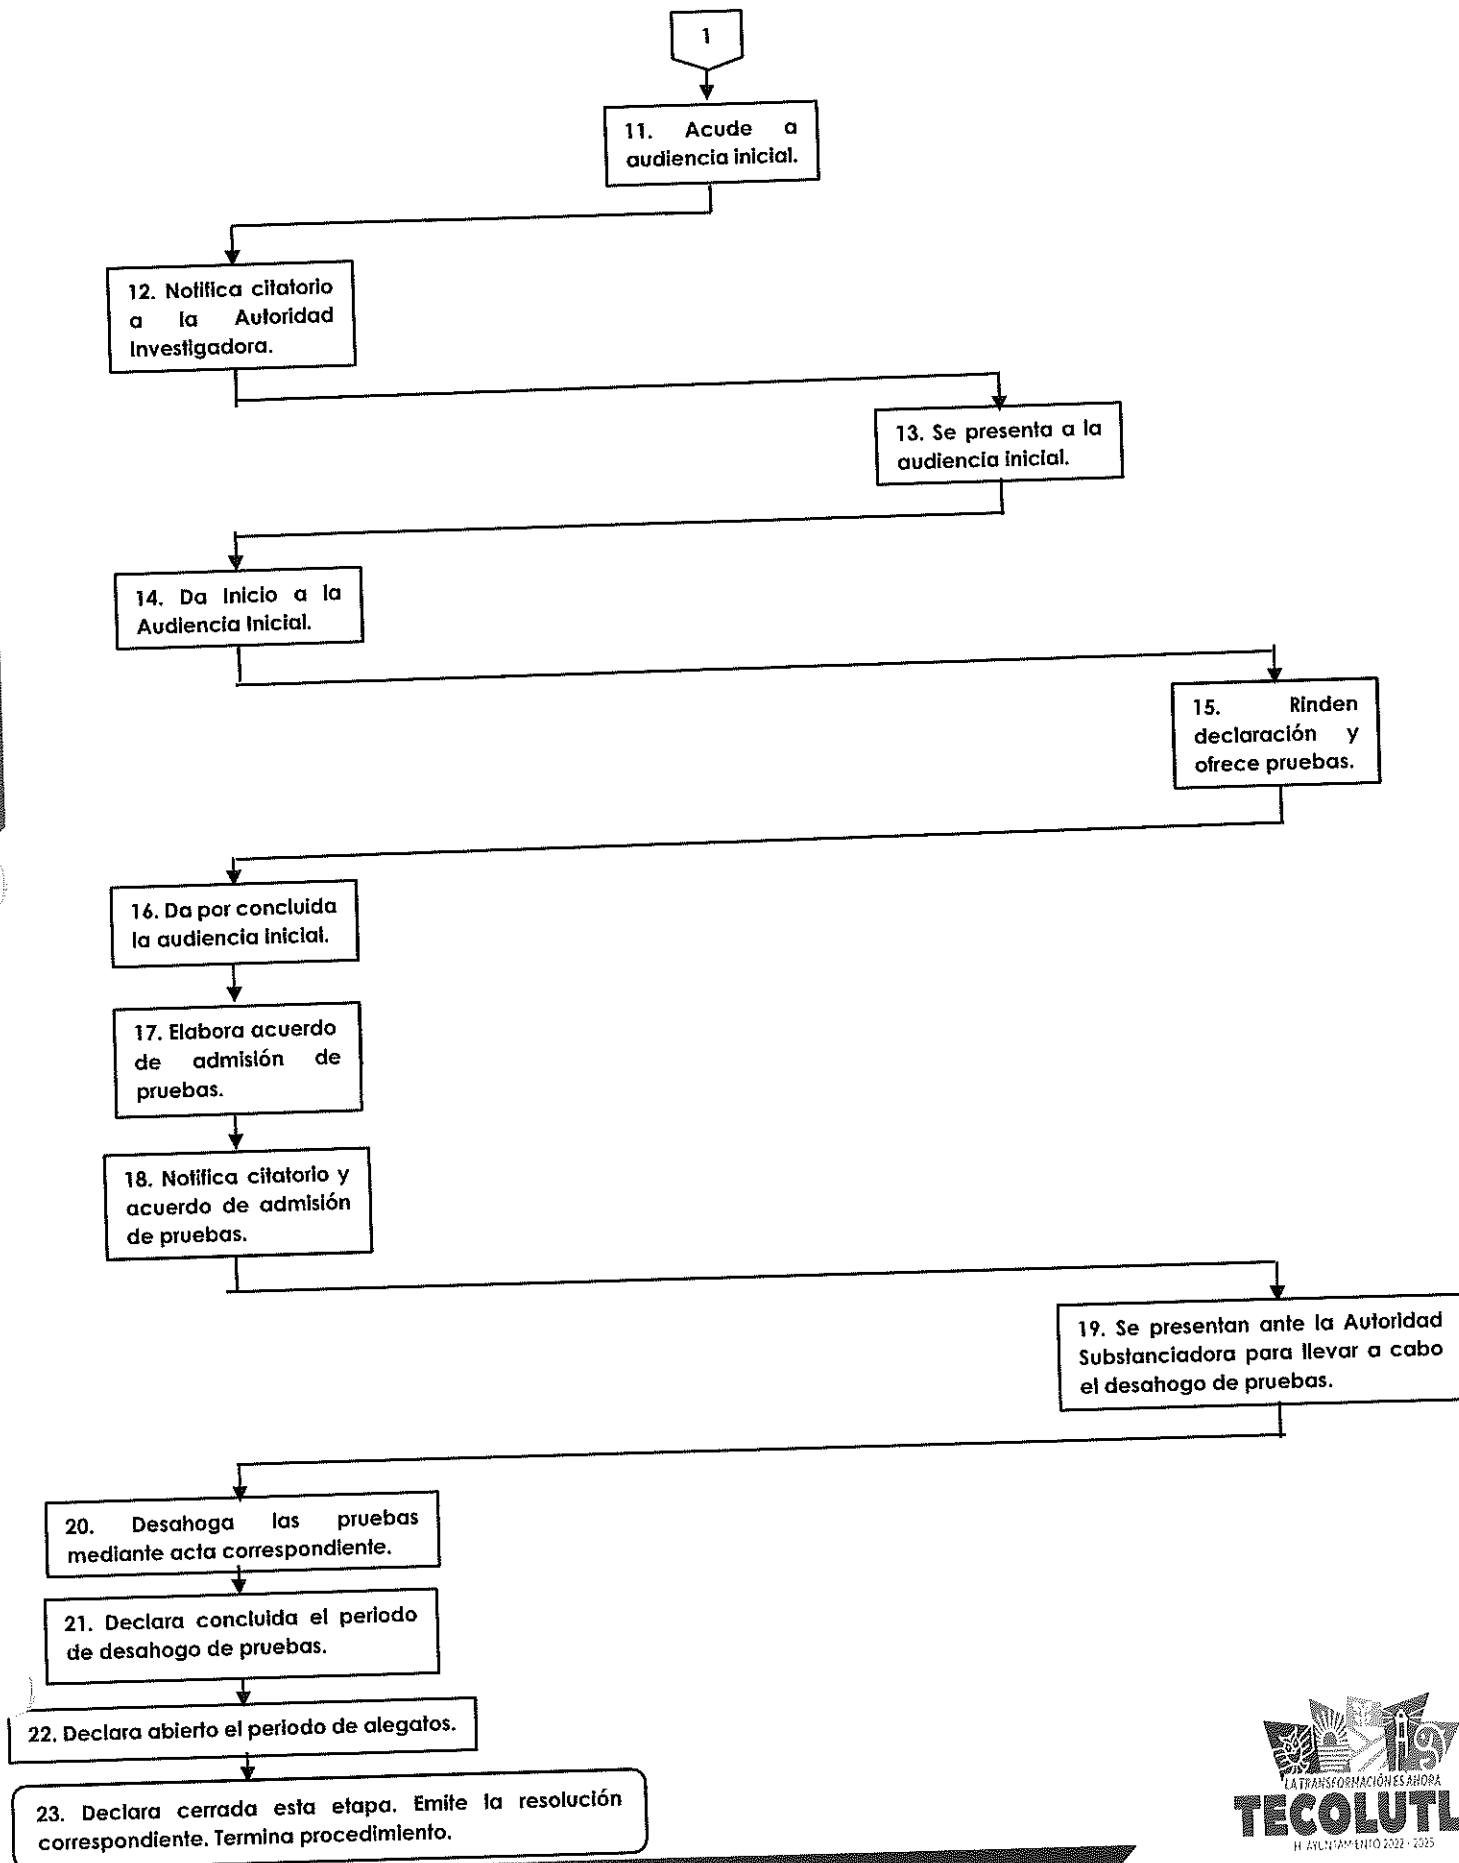 1
11. Acude a
audiencia inicial.
12. Notifica citatorio
a la Autoridad
Investigadora.
13. Se presenta a la
audiencia inicial.
14. Da Inicio a la
Audiencia Inicial.
15. Rinden
declaración y
ofrece pruebas.
16. Da por concluida
la audiencia inicial.
17. Elabora acuerdo
de admisión de
pruebas.
18. Notifica citatorio y
acuerdo de admisión
de pruebas.
19. Se presentan ante la Autoridad
Substanciadora para llevar a cabo
el desahogo de pruebas.
20. Desahoga las pruebas
mediante acta correspondiente.
21. Declara concluida el periodo
de desahogo de pruebas.
22. Declara abierto el periodo de alegatos.
23. Declara cerrada esta etapa. Emite la resolución
correspondiente. Termina procedimiento.
LA TRANSFORMACIÓN ES AHORA
TECOLUTL
H. AYUNTAMIENTO 2022 - 2025